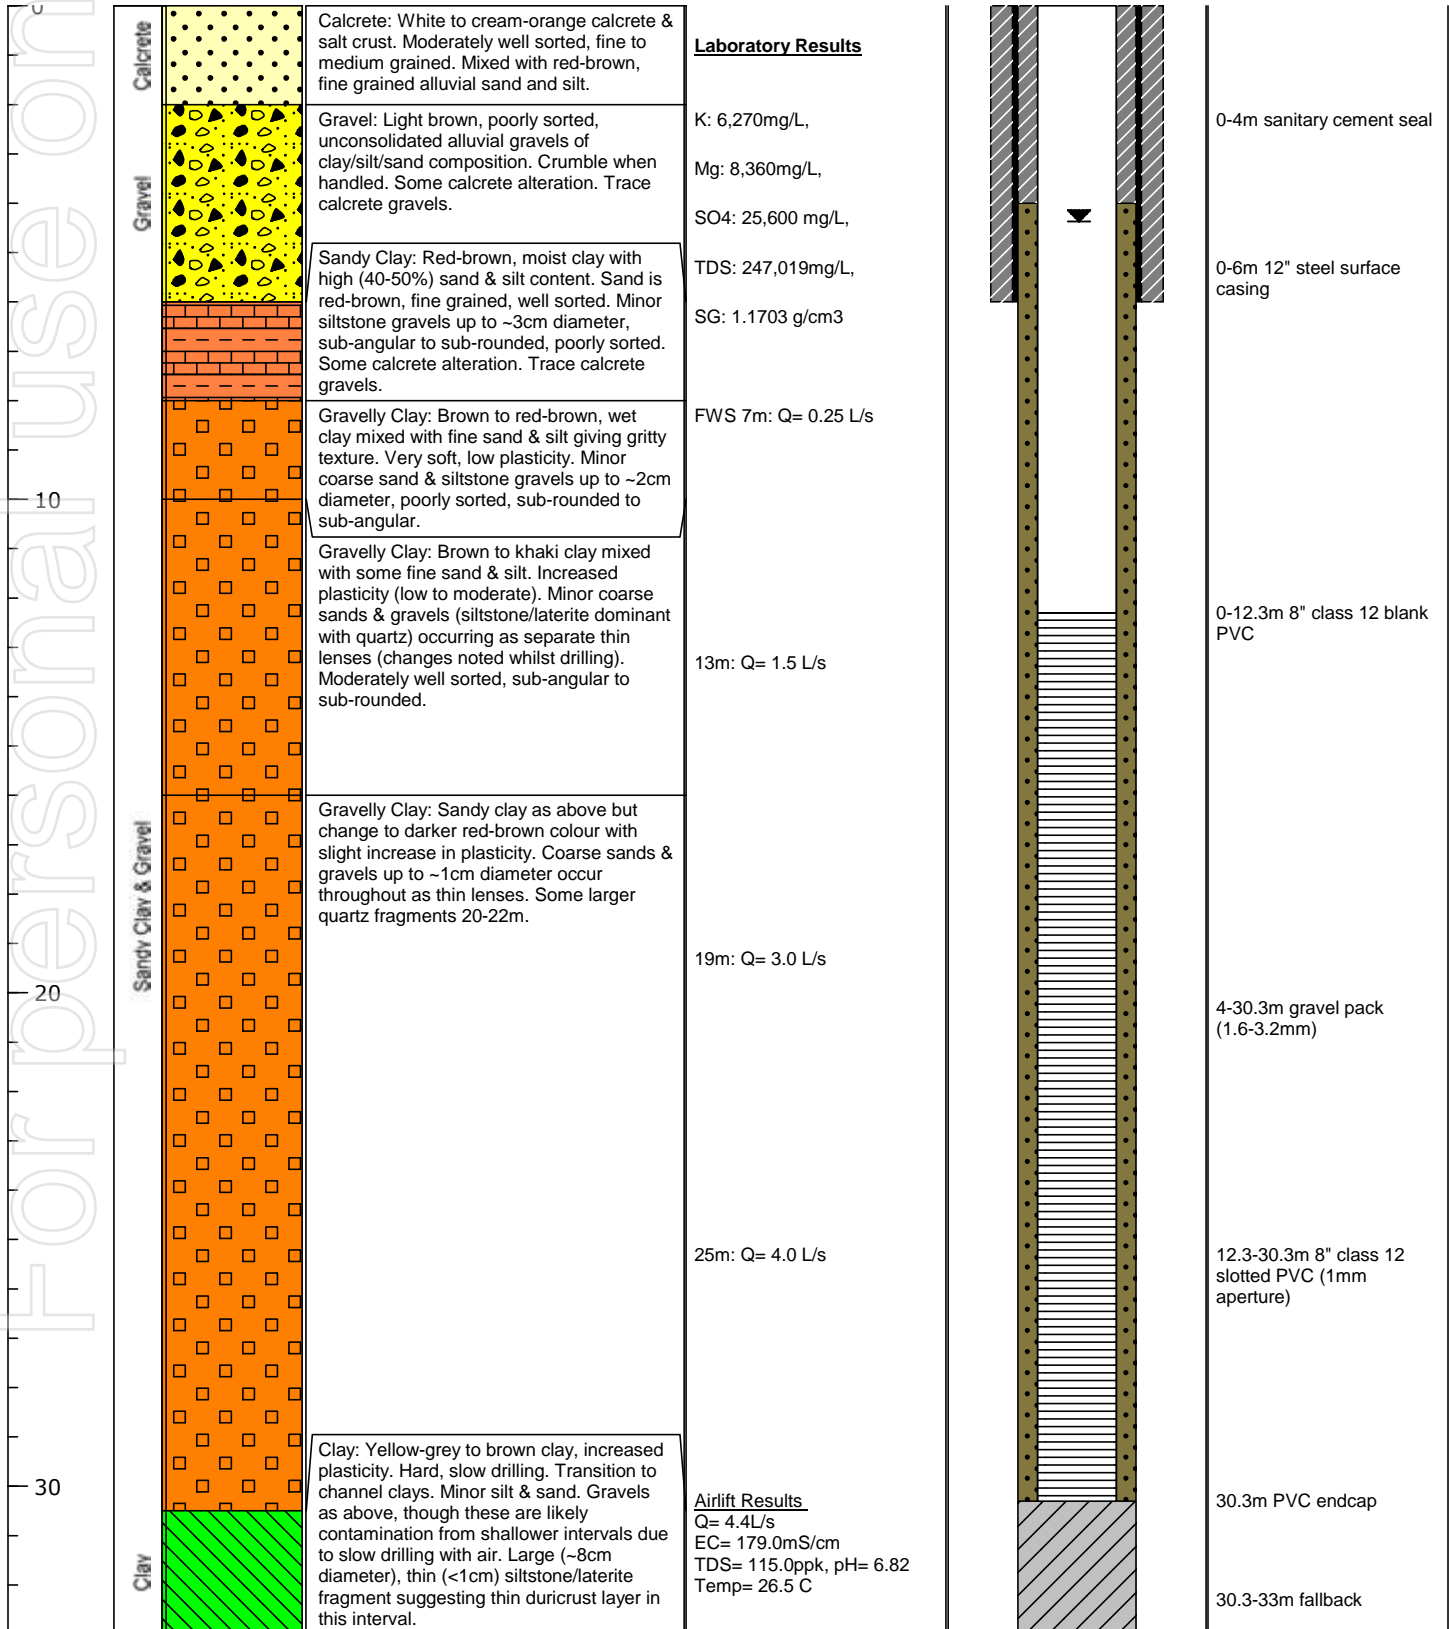 For personal use on
0
10
20
30
Calcrete
Gravel
Sandy Clay & Gravel
Clay
Calcrete: White to cream-orange calcrete &
salt crust. Moderately well sorted, fine to
medium grained. Mixed with red-brown,
fine grained alluvial sand and silt.
Gravel: Light brown, poorly sorted,
unconsolidated alluvial gravels of
clay/silt/sand composition. Crumble when
handled. Some calcrete alteration. Trace
calcrete gravels.
Sandy Clay: Red-brown, moist clay with
high (40-50%) sand & silt content. Sand is
red-brown, fine grained, well sorted. Minor
siltstone gravels up to ~3cm diameter,
sub-angular to sub-rounded, poorly sorted.
Some calcrete alteration. Trace calcrete
gravels.
Gravelly Clay: Brown to red-brown, wet
clay mixed with fine sand & silt giving gritty
texture. Very soft, low plasticity. Minor
coarse sand & siltstone gravels up to ~2cm
diameter, poorly sorted, sub-rounded to
sub-angular.
Gravelly Clay: Brown to khaki clay mixed
with some fine sand & silt. Increased
plasticity (low to moderate). Minor coarse
sands & gravels (siltstone/laterite dominant
with quartz) occurring as separate thin
lenses (changes noted whilst drilling).
Moderately well sorted, sub-angular to
sub-rounded.
Gravelly Clay: Sandy clay as above but
change to darker red-brown colour with
slight increase in plasticity. Coarse sands &
gravels up to ~1cm diameter occur
throughout as thin lenses. Some larger
quartz fragments 20-22m.
Clay: Yellow-grey to brown clay, increased
plasticity. Hard, slow drilling. Transition to
channel clays. Minor silt & sand. Gravels
as above, though these are likely
contamination from shallower intervals due
to slow drilling with air. Large (~8cm
diameter), thin (<1cm) siltstone/laterite
fragment suggesting thin duricrust layer in
this interval.
Laboratory Results
K: 6,270mg/L,
Mg: 8,360mg/L,
SO4: 25,600 mg/L,
TDS: 247,019mg/L,
SG: 1.1703 g/cm3
FWS 7m: Q= 0.25 L/s
13m: Q= 1.5 L/s
19m: Q= 3.0 L/s
25m: Q= 4.0 L/s
Airlift Results
Q= 4.4L/s
EC= 179.0mS/cm
TDS= 115.0ppk, pH= 6.82
Temp= 26.5 C
0-4m sanitary cement seal
0-6m 12" steel surface
casing
0-12.3m 8" class 12 blank
PVC
4-30.3m gravel pack
(1.6-3.2mm)
12.3-30.3m 8" class 12
slotted PVC (1mm
aperture)
30.3m PVC endcap
30.3-33m fallback